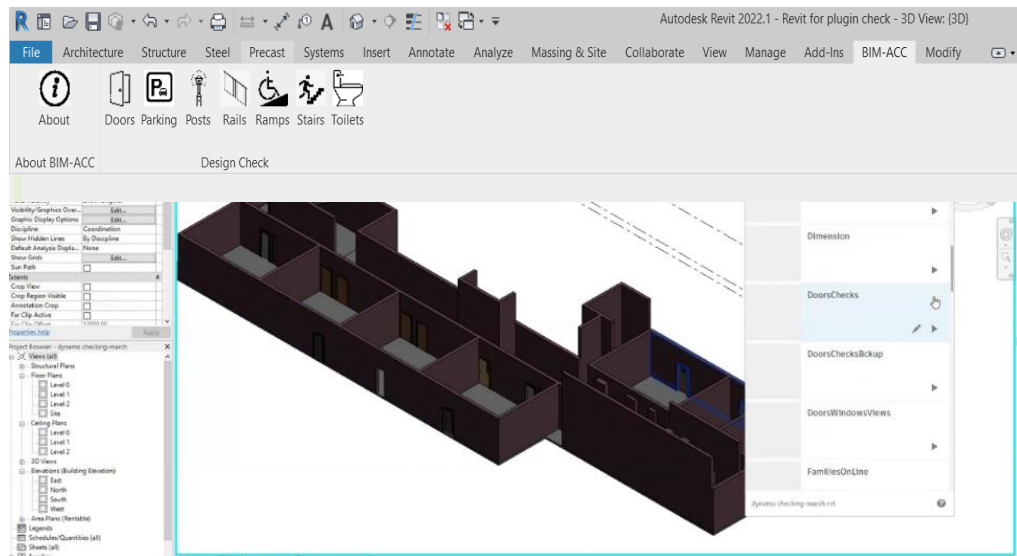 Autodesk Revit 2022.1 - Revit for plugin check - 3D View: {3D}
File Architecture Structure Steel Precast Systems Insert Annotate Analyze Massing & Site Collaborate View Manage Add-Ins BIM-ACC Modify
About Doors Parking Posts Rails Ramps Stairs Toilets
About BIM-ACC Design Check
Visibility/Graphics Over... Edit...
Graphic Display Options Edit...
Discipline Coordination
Show Hidden Lines By Discipline
Default Analysis Displa... None
Show Grids Edit...
Sun Path
Extents
Crop View
Crop Region Visible
Annotation Crop
Far Clip Active
Properties help Apply
Project Browser - dynamo checking-march
Views (all)
Structural Plans
Floor Plans
Level 0
Level 1
Level 2
Site
Ceiling Plans
Level 0
Level 1
Level 2
3D Views
Elevations (Building Elevation)
East
North
South
West
Area Plans (Rentable)
Legends
Schedules/Quantities (all)
Sheets (all)
Dimension
DoorsChecks
DoorsChecksBckup
DoorsWindowsViews
FamiliesOnLine
dynamo checking-marsh.rvt